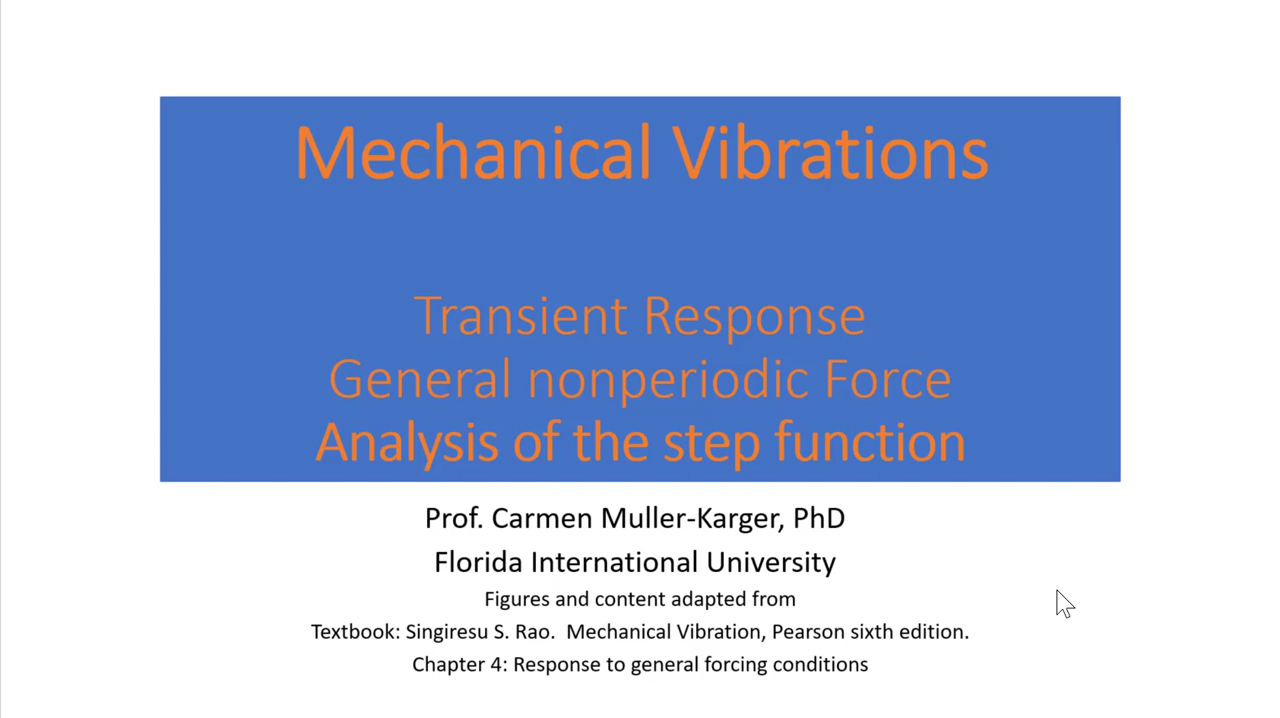 Mechanical Vibrations
Transient Response
General nonperiodic Force
Analysis of the step function
Prof. Carmen Muller-Karger, PhD
Florida International University
Figures and content adapted from
Textbook: Singiresu S. Rao. Mechanical Vibration, Pearson sixth edition.
Chapter 4: Response to general forcing conditions